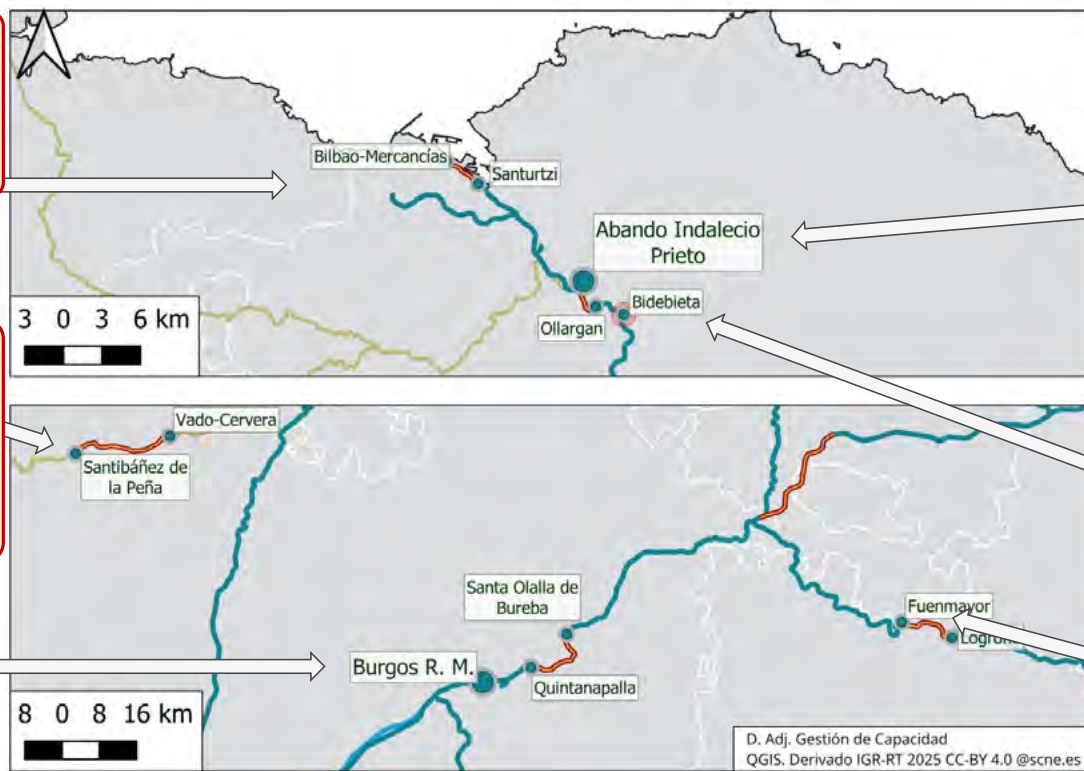 Bilbao-Mercancías
Santurtzi
Abando Indalecio
Prieto
Bidebieta
Ollargan
3 0 3 6 km
Vado-Cervera
Santibáñez de
la Peña
Santa Olalla de
Bureba
Fuenmayor
Burgos R. M.
Quintanapalla
8 0 8 16 km
D. Adj. Gestión de Capacidad
QGIS. Derivado IGR-RT 2025 CC-BY 4.0 @scne.es